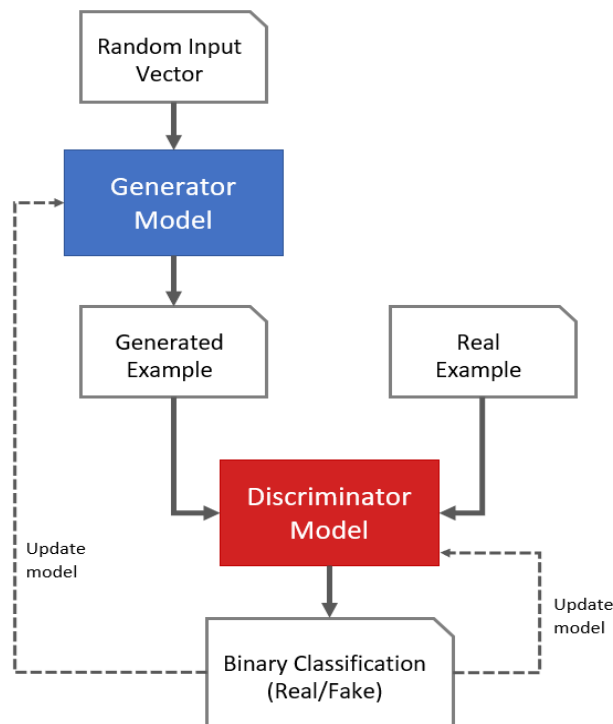 Random Input
Vector
Generator
Model
Generated
Example
Real
Example
Discriminator
Model
Update
model
Update
model
Binary Classification
(Real/Fake)